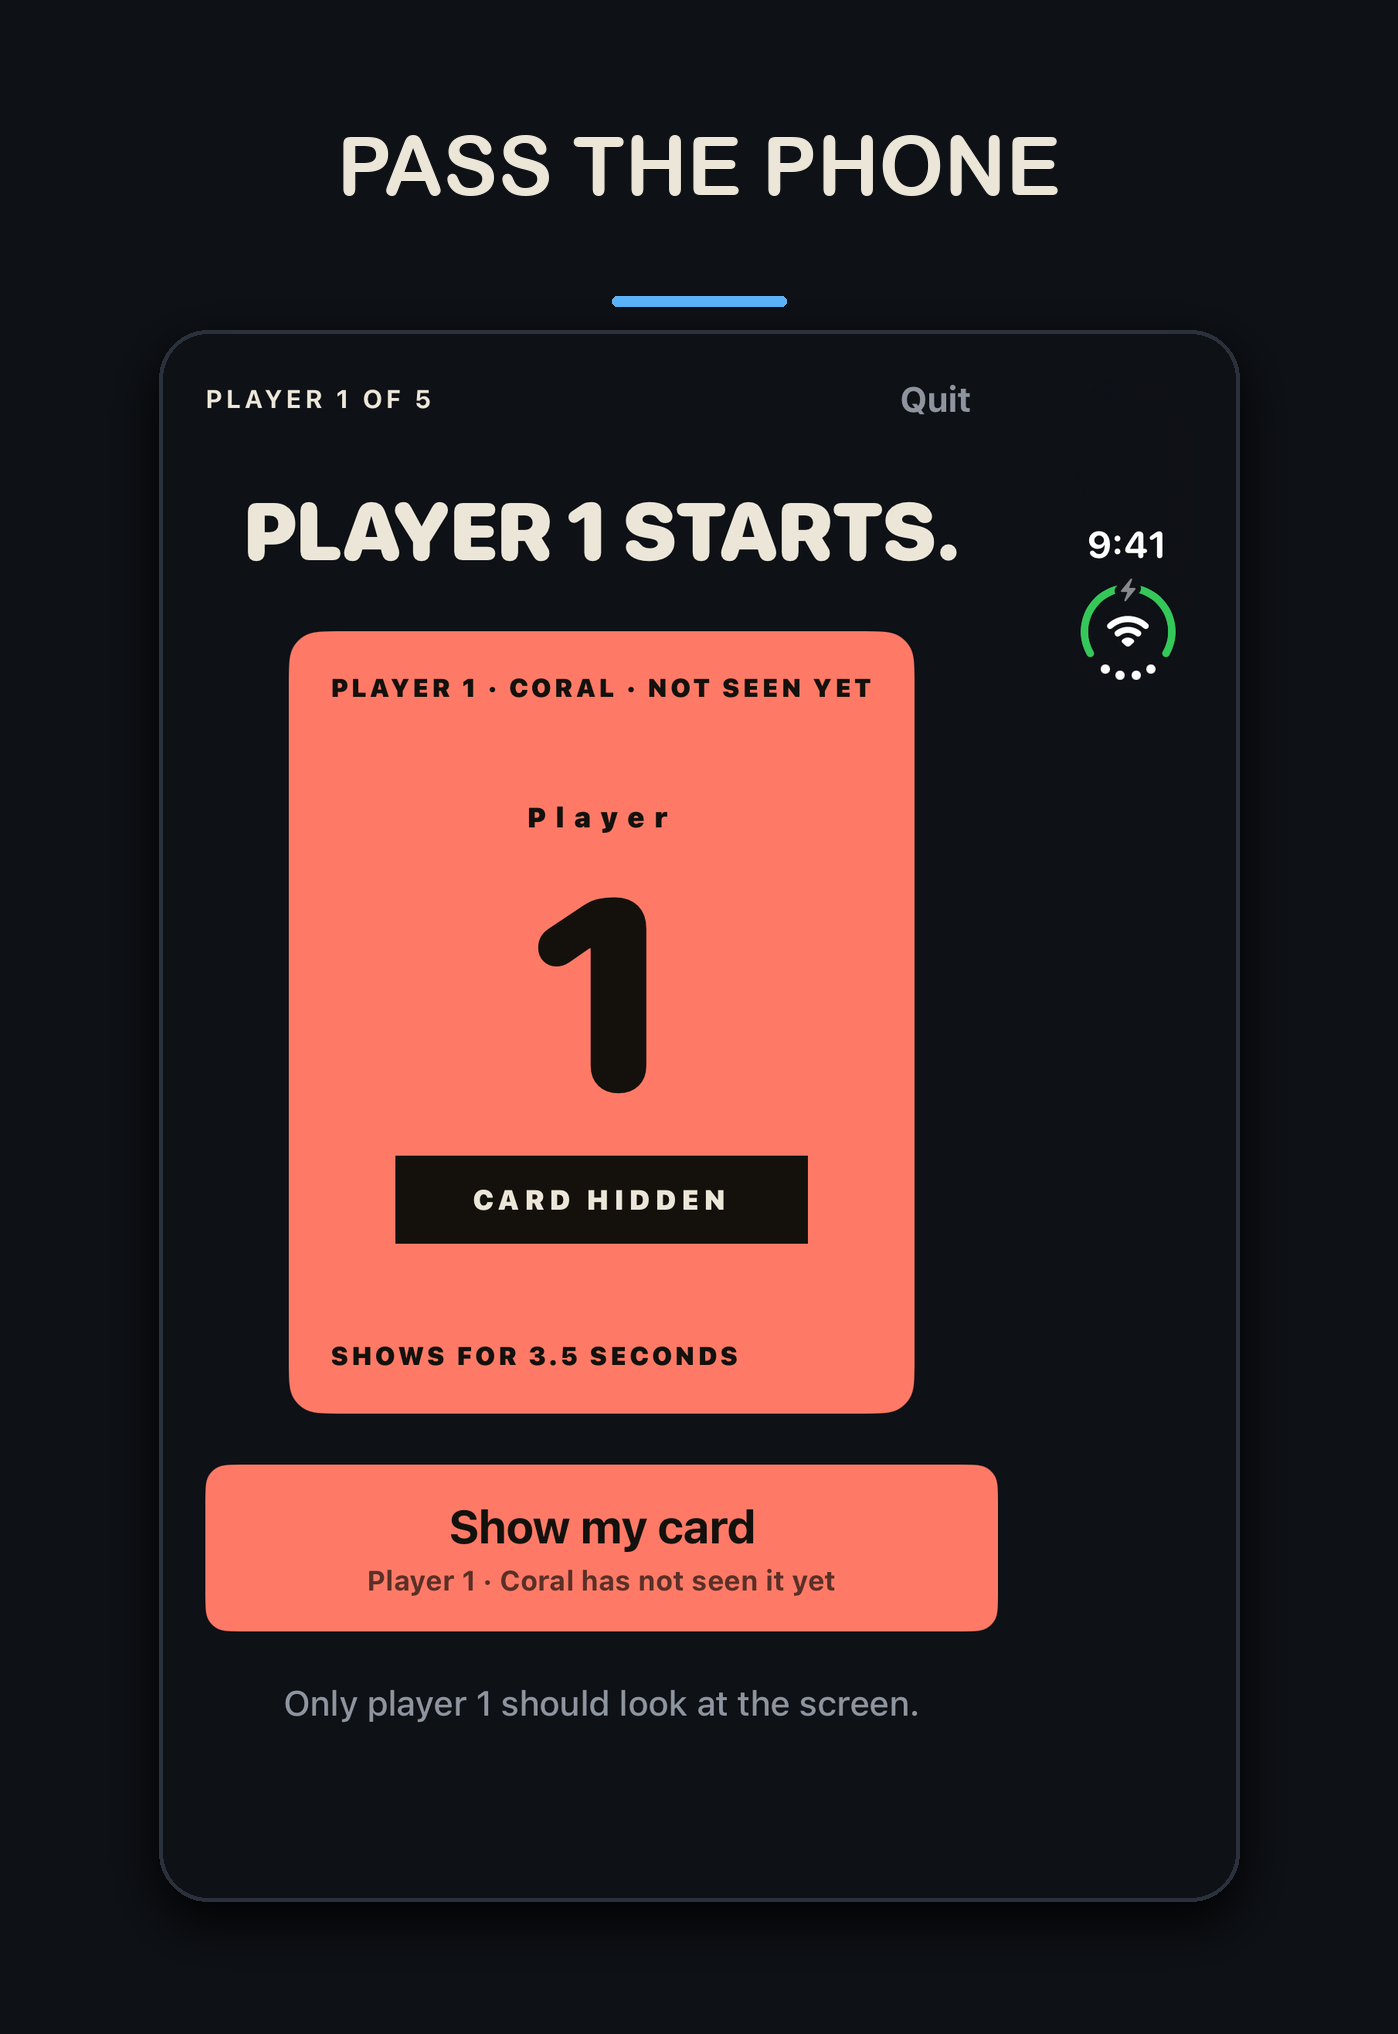 PASS THE PHONE
PLAYER 1 OF 5
Quit
PLAYER 1 STARTS.
9:41
PLAYER 1 · CORAL · NOT SEEN YET
Player
1
CARD HIDDEN
SHOWS FOR 3.5 SECONDS
Show my card
Player 1 · Coral has not seen it yet
Only player 1 should look at the screen.